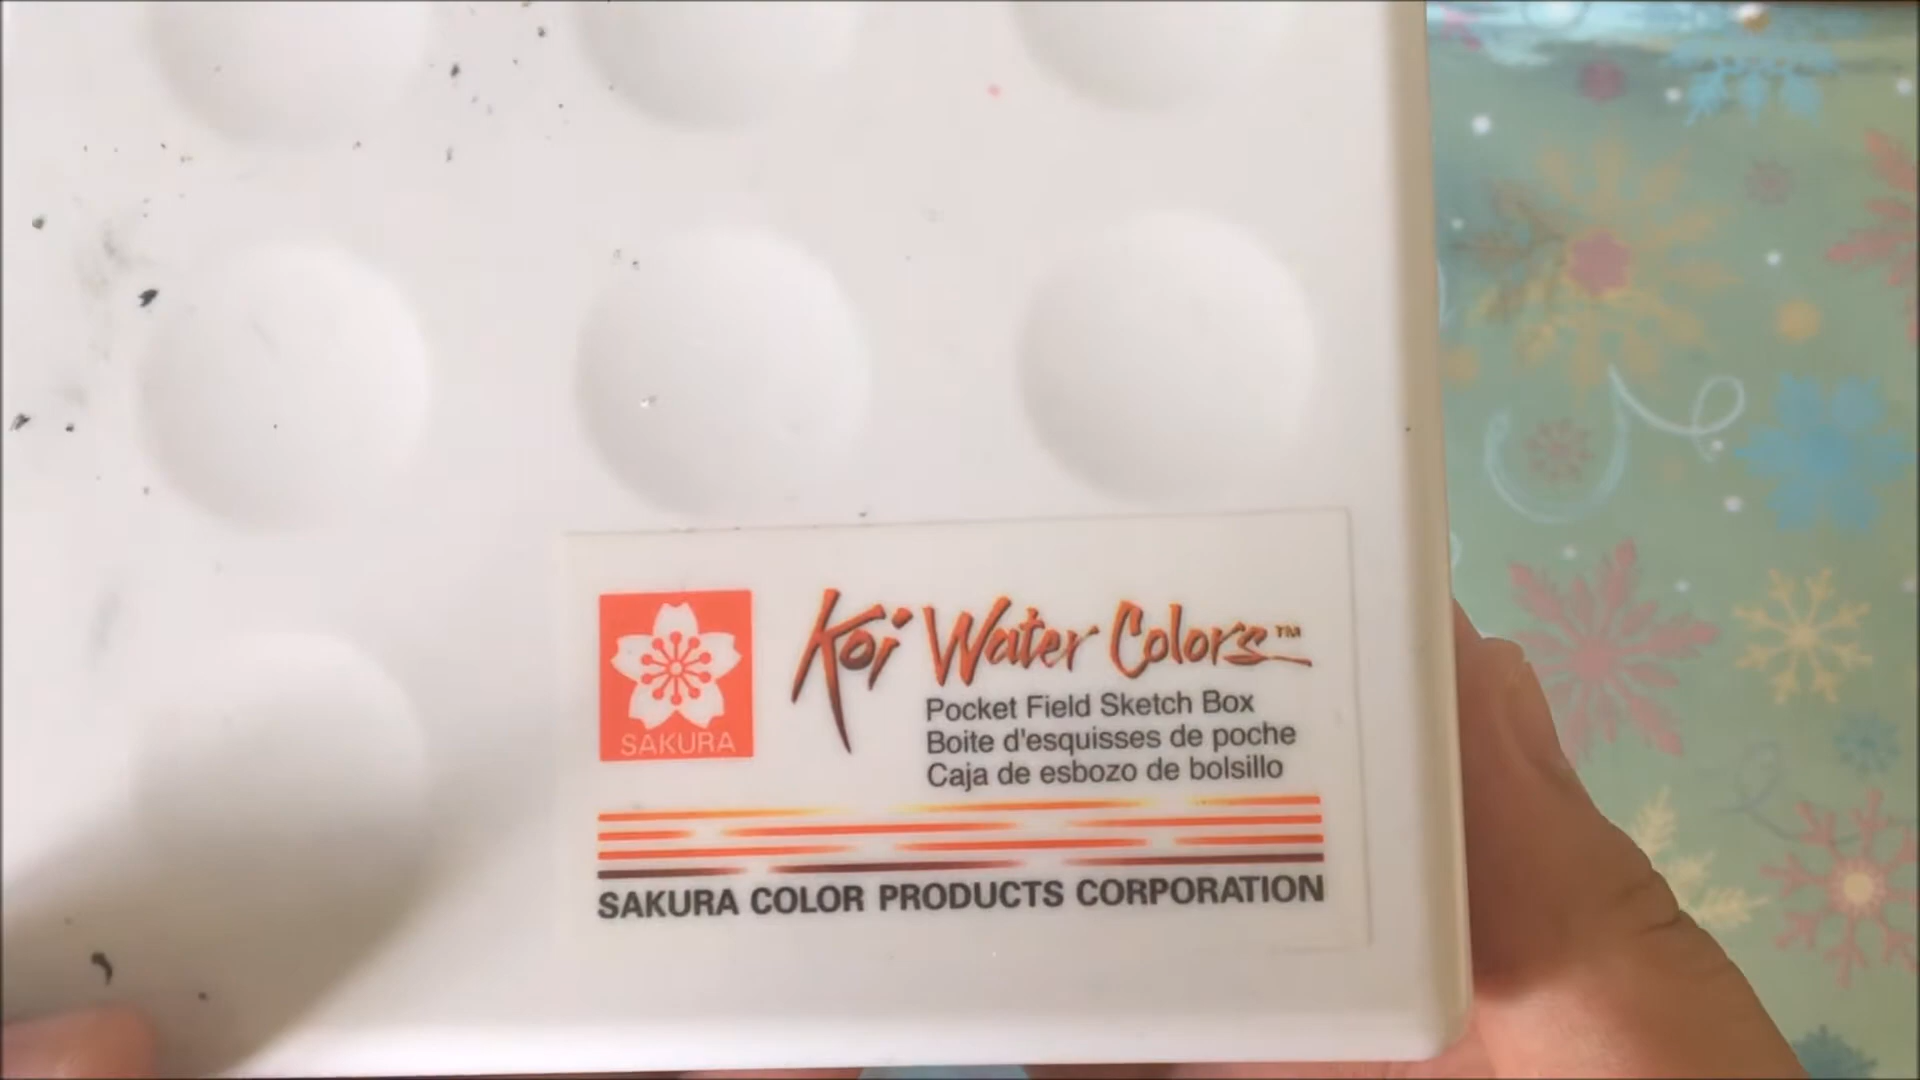 Koi Water Colors™
Pocket Field Sketch Box
Boite d'esquisses de poche
Caja de esbozo de bolsillo
SAKURA
SAKURA COLOR PRODUCTS CORPORATION